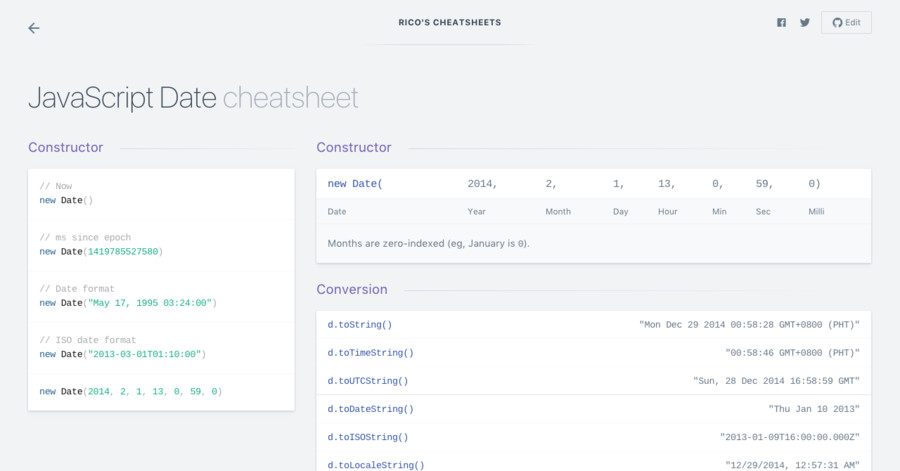 RICO'S CHEATSHEETS
Edit
JavaScript Date cheatsheet
Constructor
// Now
new Date()
// ms since epoch
new Date(1419785527580)
// Date format
new Date("May 17, 1995 03:24:00")
// ISO date format
new Date("2013-03-01T01:10:00")
new Date(2014, 2, 1, 13, 0, 59, 0)
Constructor
new Date( 2014, 2, 1, 13, 0, 59, 0)
Date Year Month Day Hour Min Sec Milli
Months are zero-indexed (eg, January is 0).
Conversion
d.toString() "Mon Dec 29 2014 00:58:28 GMT+0800 (PHT)"
d.toTimeString() "00:58:46 GMT+0800 (PHT)"
d.toUTCString() "Sun, 28 Dec 2014 16:58:59 GMT"
d.toDateString() "Thu Jan 10 2013"
d.toISOString() "2013-01-09T16:00:00.000Z"
d.toLocaleString() "12/29/2014, 12:57:31 AM"